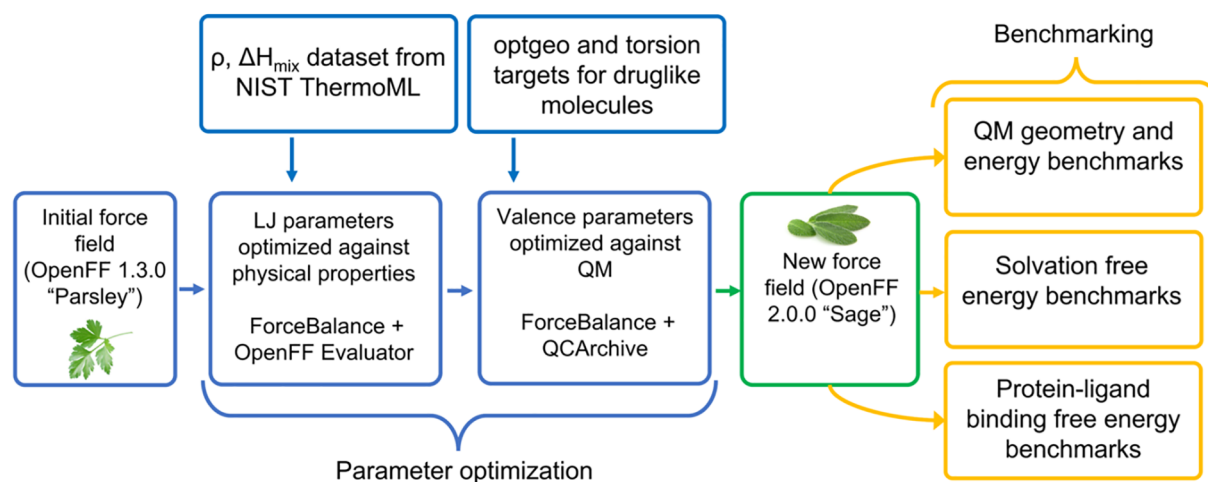 ρ, ΔHmix dataset from
NIST ThermoML
optgeo and torsion
targets for druglike
molecules
Benchmarking
Initial force
field
(OpenFF 1.3.0
“Parsley”)
LJ parameters
optimized against
physical properties
ForceBalance +
OpenFF Evaluator
Valence parameters
optimized against
QM
ForceBalance +
QCArchive
New force
field (OpenFF
2.0.0 “Sage”)
QM geometry and
energy benchmarks
Solvation free
energy benchmarks
Protein-ligand
binding free energy
benchmarks
Parameter optimization